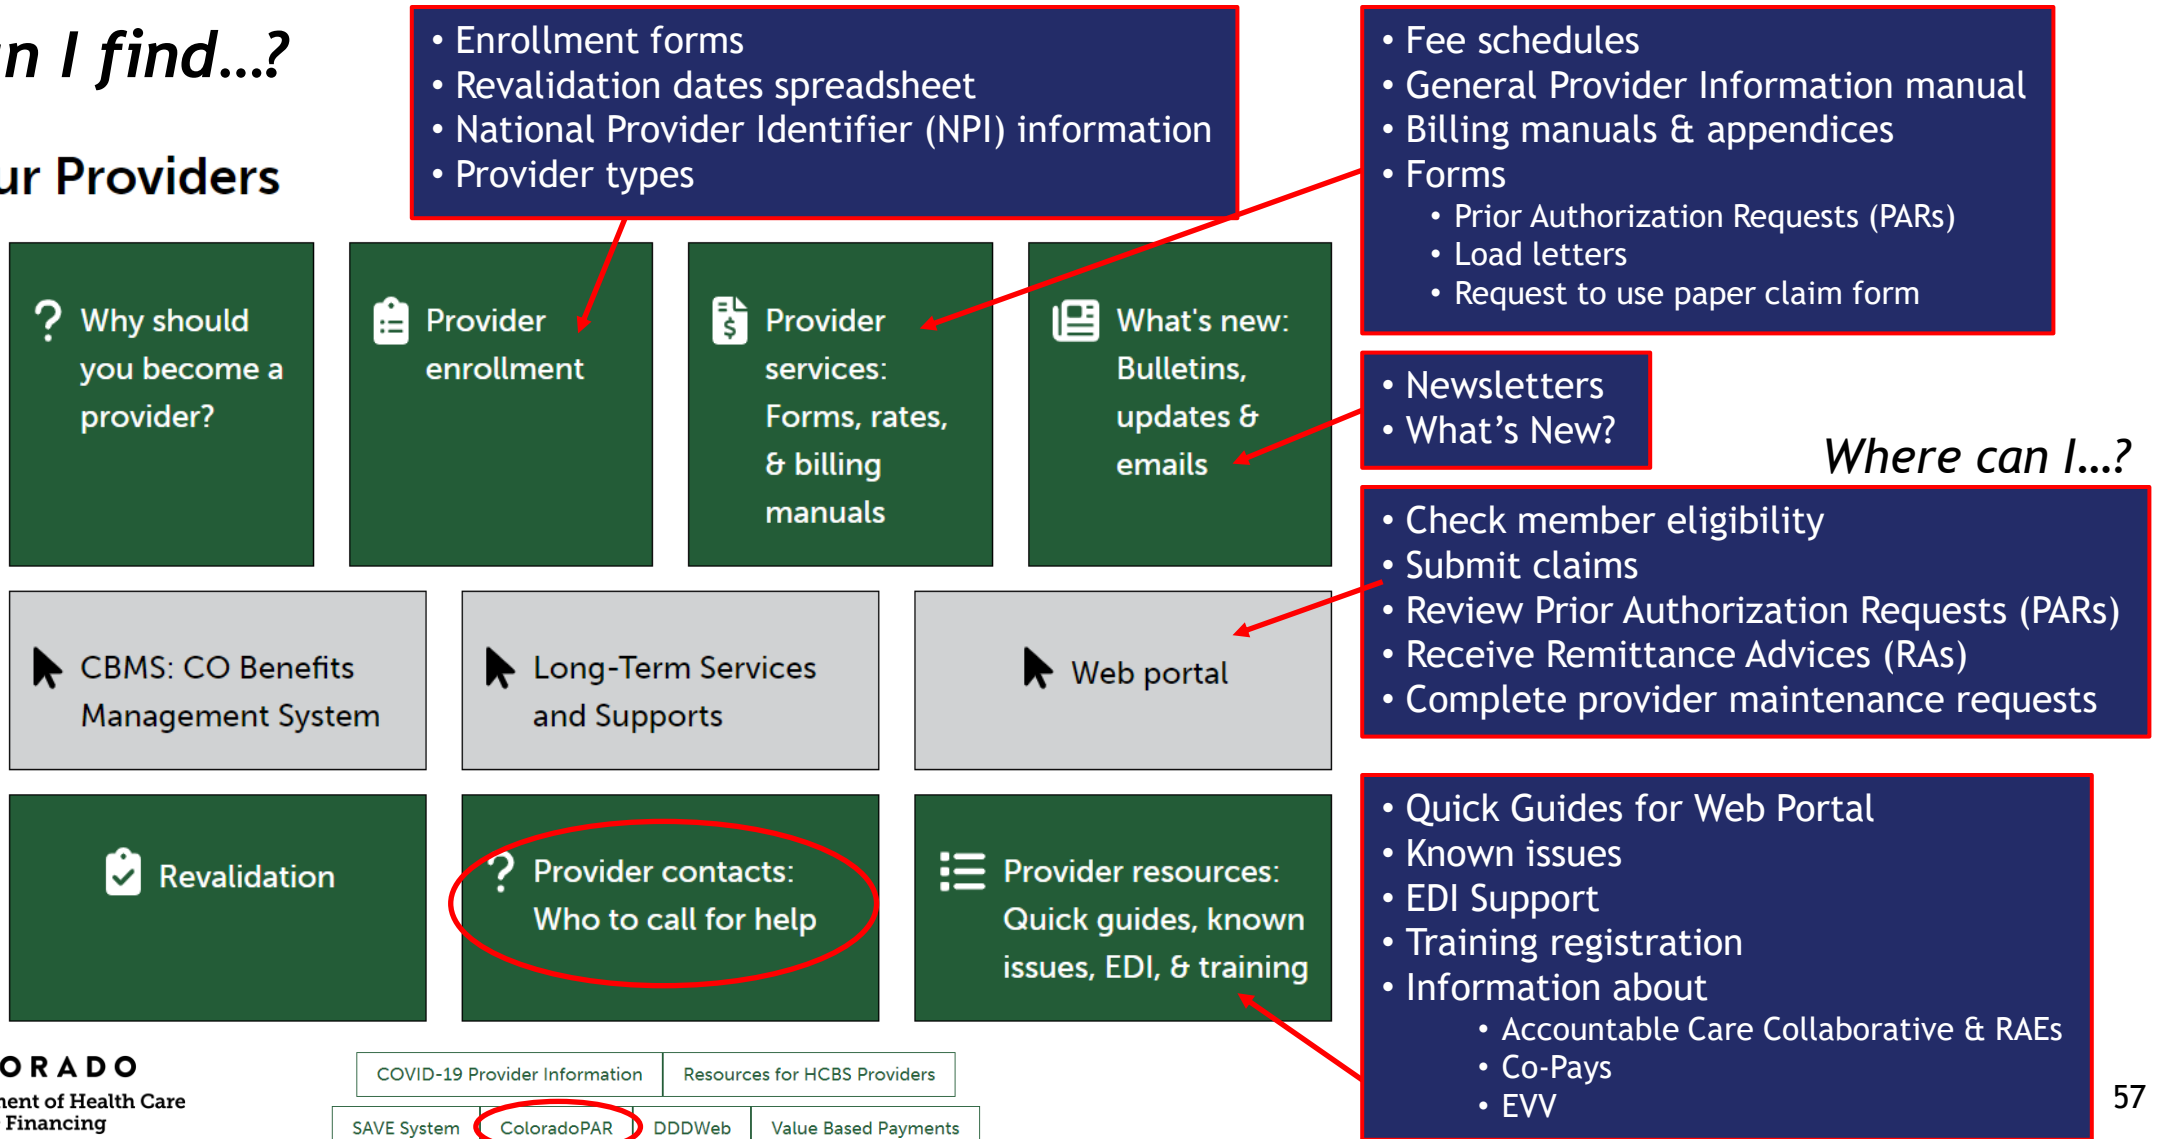 n I find...?
ur Providers
• Enrollment forms
• Revalidation dates spreadsheet
• National Provider Identifier (NPI) information
• Provider types
• Fee schedules
• General Provider Information manual
• Billing manuals & appendices
• Forms
• Prior Authorization Requests (PARs)
• Load letters
• Request to use paper claim form
? Why should
you become a
provider?
Provider
enrollment
Provider
services:
Forms, rates,
& billing
manuals
What's new:
Bulletins,
updates &
emails
• Newsletters
• What’s New?
Where can I...?
• Check member eligibility
• Submit claims
• Review Prior Authorization Requests (PARs)
• Receive Remittance Advices (RAs)
• Complete provider maintenance requests
CBMS: CO Benefits
Management System
Long-Term Services
and Supports
Web portal
Revalidation
? Provider contacts:
Who to call for help
Provider resources:
Quick guides, known
issues, EDI, & training
• Quick Guides for Web Portal
• Known issues
• EDI Support
• Training registration
• Information about
• Accountable Care Collaborative & RAEs
• Co-Pays
• EVV
ORADO
ment of Health Care
Financing
COVID-19 Provider Information
Resources for HCBS Providers
SAVE System
ColoradoPAR
DDDWeb
Value Based Payments
57